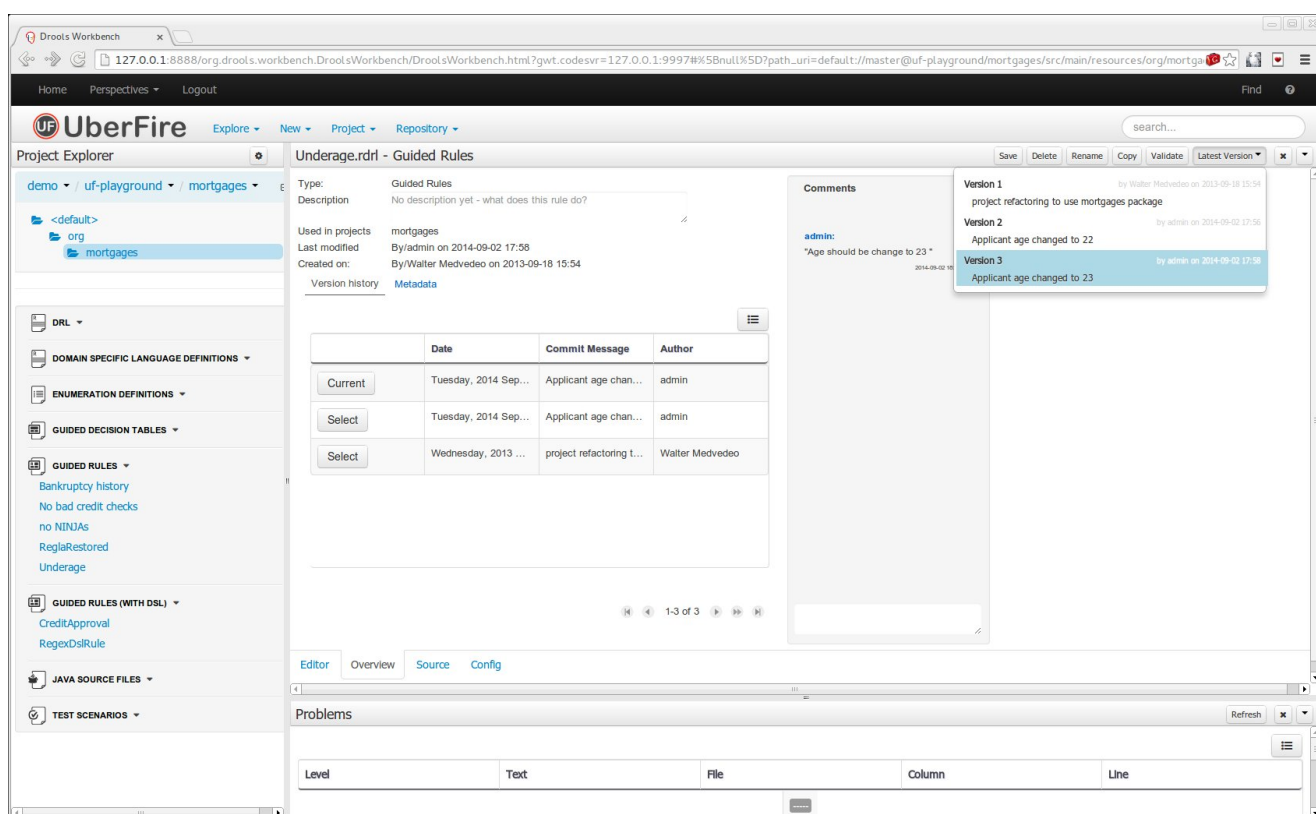 Drools Workbench
127.0.0.1:8888/org.drools.workbench.DroolsWorkbench/DroolsWorkbench.html?gwt.codesvr=127.0.0.1:9997#%5Bnull%5D?path_uri=default://master@uf-playground/mortgages/src/main/resources/org/mortga
Home Perspectives Logout Find
UF UberFire Explore New Project Repository search...
Project Explorer
demo / uf-playground / mortgages
<default>
org
mortgages
DRL
DOMAIN SPECIFIC LANGUAGE DEFINITIONS
ENUMERATION DEFINITIONS
GUIDED DECISION TABLES
GUIDED RULES
Bankruptcy history
No bad credit checks
no NINJAs
ReglaRestored
Underage
GUIDED RULES (WITH DSL)
CreditApproval
RegexDslRule
JAVA SOURCE FILES
TEST SCENARIOS
Underage.rdrl - Guided Rules
Save Delete Rename Copy Validate Latest Version
Type: Guided Rules
Description No description yet - what does this rule do?
Used in projects mortgages
Last modified By/admin on 2014-09-02 17:58
Created on: By/Walter Medvedeo on 2013-09-18 15:54
Version history Metadata
Date Commit Message Author
Current Tuesday, 2014 Sep... Applicant age chan... admin
Select Tuesday, 2014 Sep... Applicant age chan... admin
Select Wednesday, 2013 ... project refactoring t... Walter Medvedeo
1-3 of 3
Comments
admin:
"Age should be change to 23 "
2014-09-02
Version 1 by Walter Medvedeo on 2013-09-18 15:54
project refactoring to use mortgages package
Version 2 by admin on 2014-09-02 17:56
Applicant age changed to 22
Version 3 by admin on 2014-09-02 17:58
Applicant age changed to 23
Editor Overview Source Config
Problems
Refresh
Level Text File Column Line